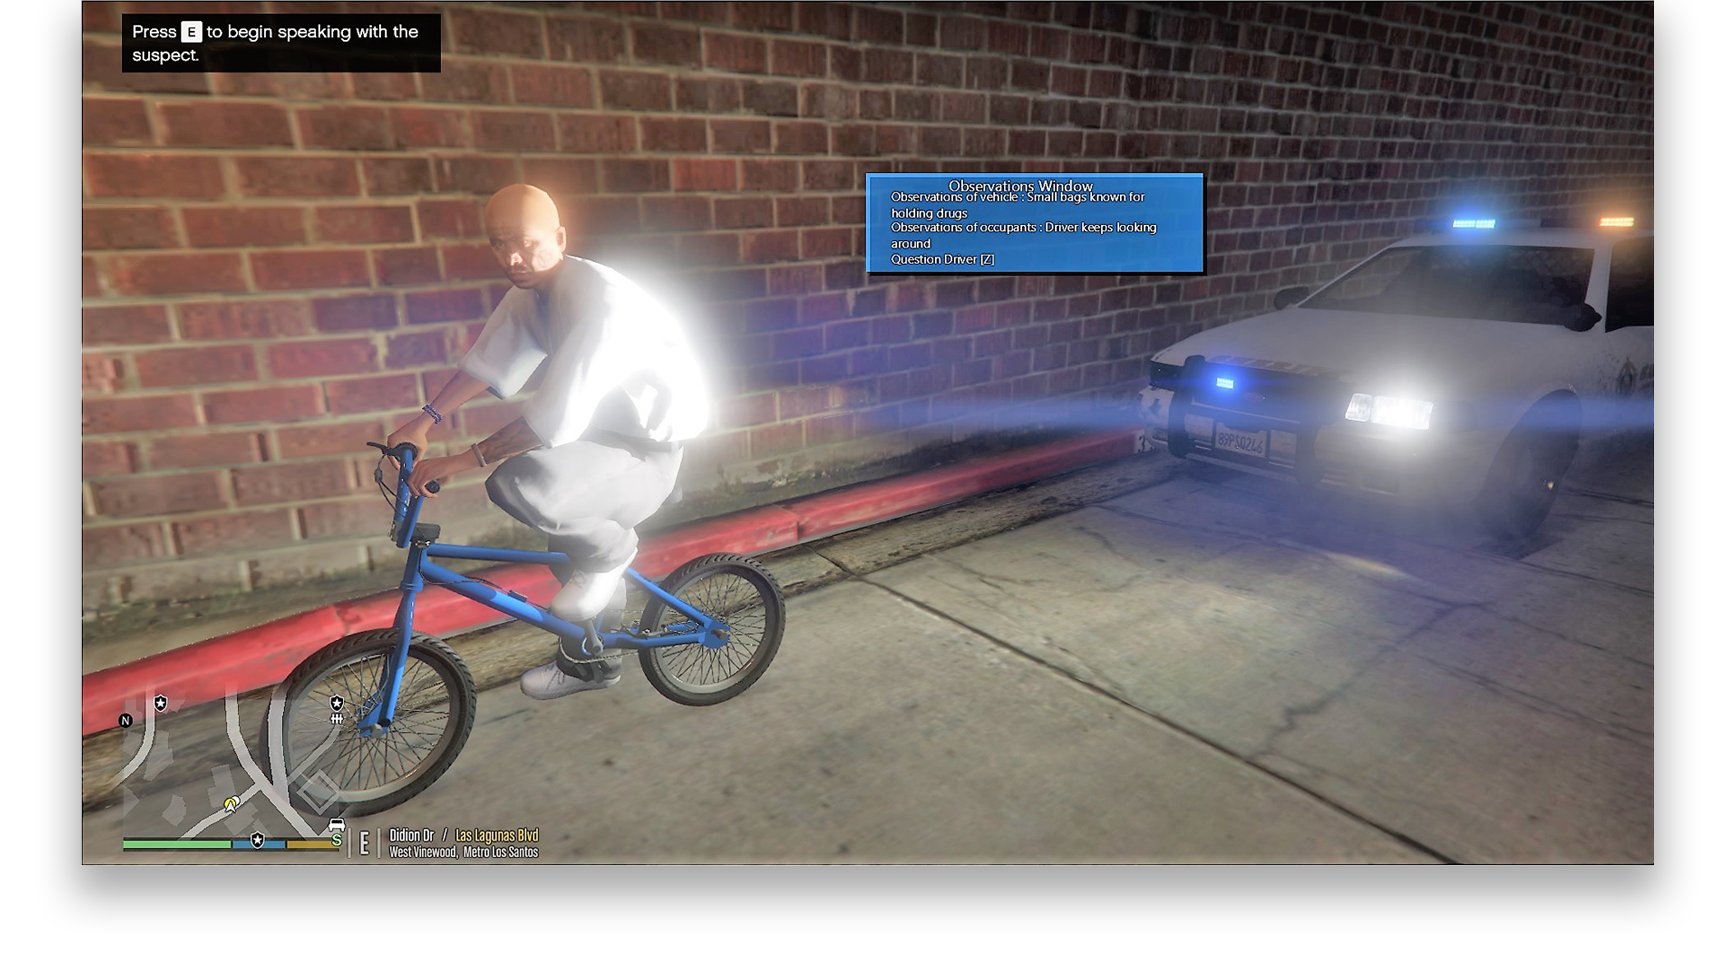 Press E to begin speaking with the
suspect.
Observations Window
Observations of vehicle : Small bags known for
holding drugs
Observations of occupants : Driver keeps looking
around
Question Driver [Z]
N
S
E
Didion Dr / Las Lagunas Blvd
West Vinewood, Metro Los Santos